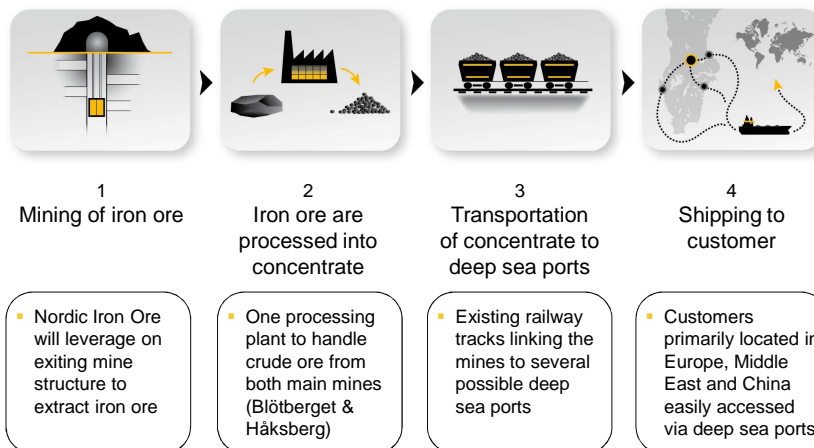 1
Mining of iron ore
2
Iron ore are
processed into
concentrate
3
Transportation
of concentrate to
deep sea ports
4
Shipping to
customer
Nordic Iron Ore
will leverage on
exiting mine
structure to
extract iron ore
One processing
plant to handle
crude ore from
both main mines
(Blötberget &
Håksberg)
Existing railway
tracks linking the
mines to several
possible deep
sea ports
Customers
primarily located in
Europe, Middle
East and China
easily accessed
via deep sea ports